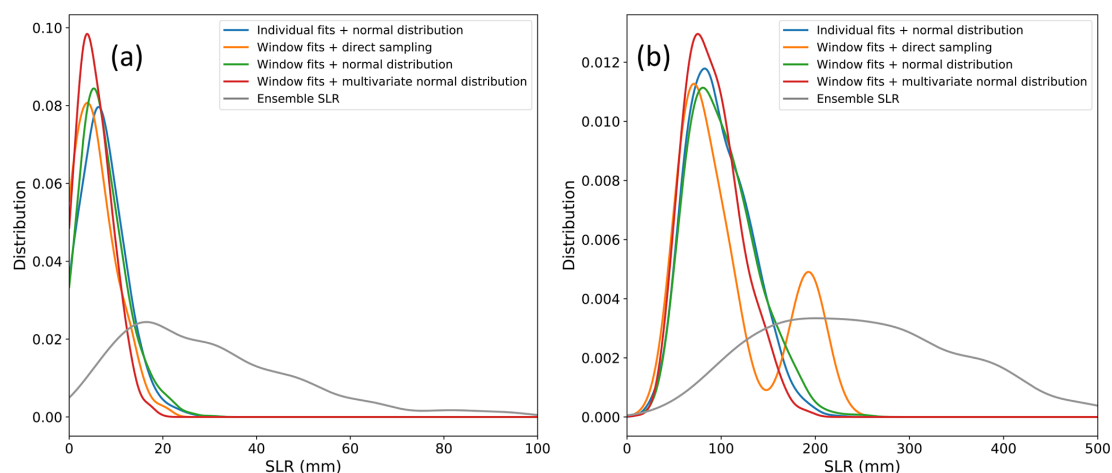 (a)
Individual fits + normal distribution
Window fits + direct sampling
Window fits + normal distribution
Window fits + multivariate normal distribution
Ensemble SLR
0.10
0.08
0.06
0.04
0.02
0.00
Distribution
0
20
40
60
80
100
SLR (mm)
(b)
Individual fits + normal distribution
Window fits + direct sampling
Window fits + normal distribution
Window fits + multivariate normal distribution
Ensemble SLR
0.012
0.010
0.008
0.006
0.004
0.002
0.000
Distribution
0
100
200
300
400
500
SLR (mm)